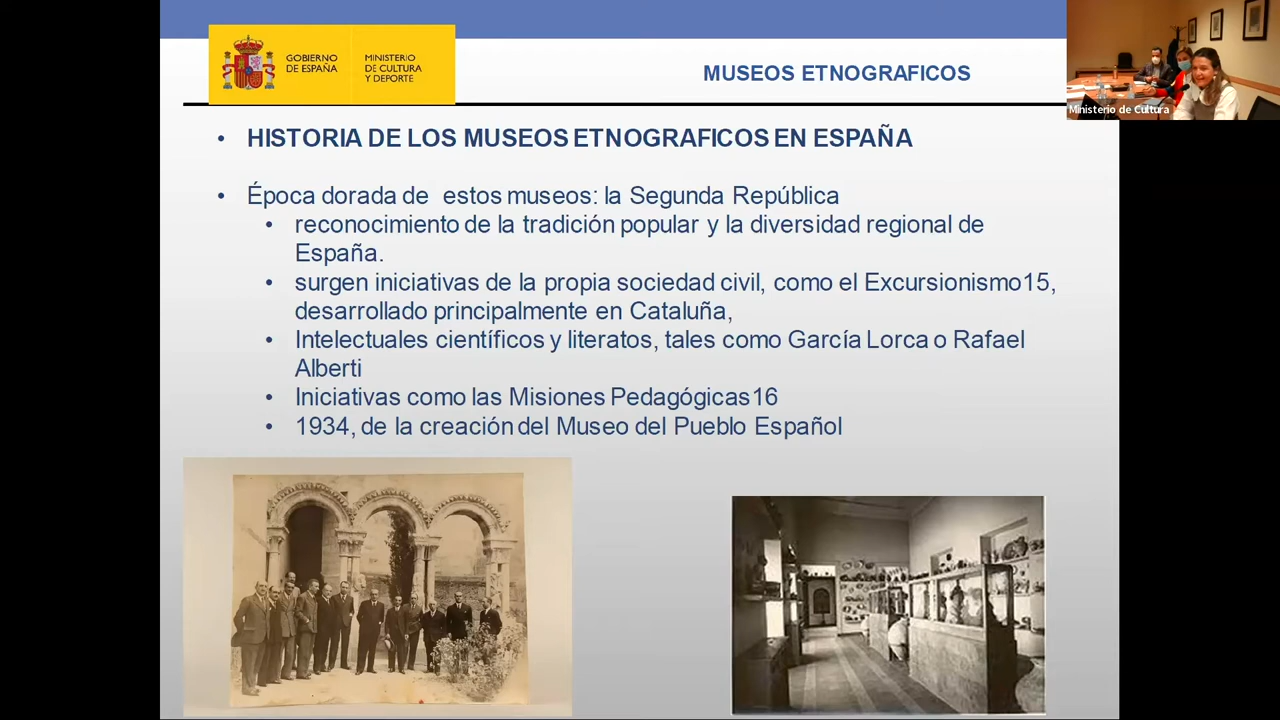 GOBIERNO
DE ESPAÑA
MINISTERIO
DE CULTURA
Y DEPORTE
MUSEOS ETNOGRAFICOS
Ministerio de Cultura
• HISTORIA DE LOS MUSEOS ETNOGRAFICOS EN ESPAÑA
• Época dorada de estos museos: la Segunda República
• reconocimiento de la tradición popular y la diversidad regional de
España.
• surgen iniciativas de la propia sociedad civil, como el Excursionismo15,
desarrollado principalmente en Cataluña,
• Intelectuales científicos y literatos, tales como García Lorca o Rafael
Alberti
• Iniciativas como las Misiones Pedagógicas16
• 1934, de la creación del Museo del Pueblo Español